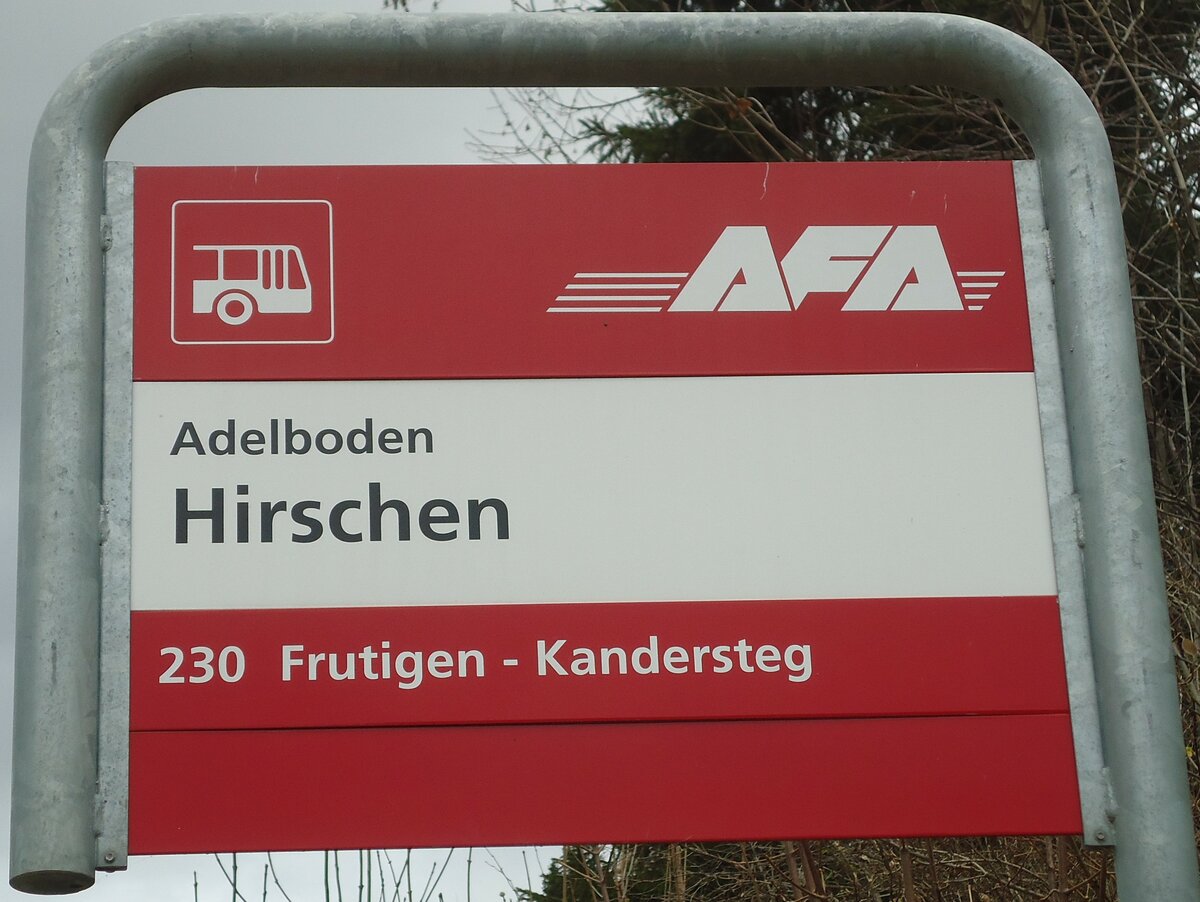 AFA
Adelboden
Hirschen
230 Frutigen - Kandersteg